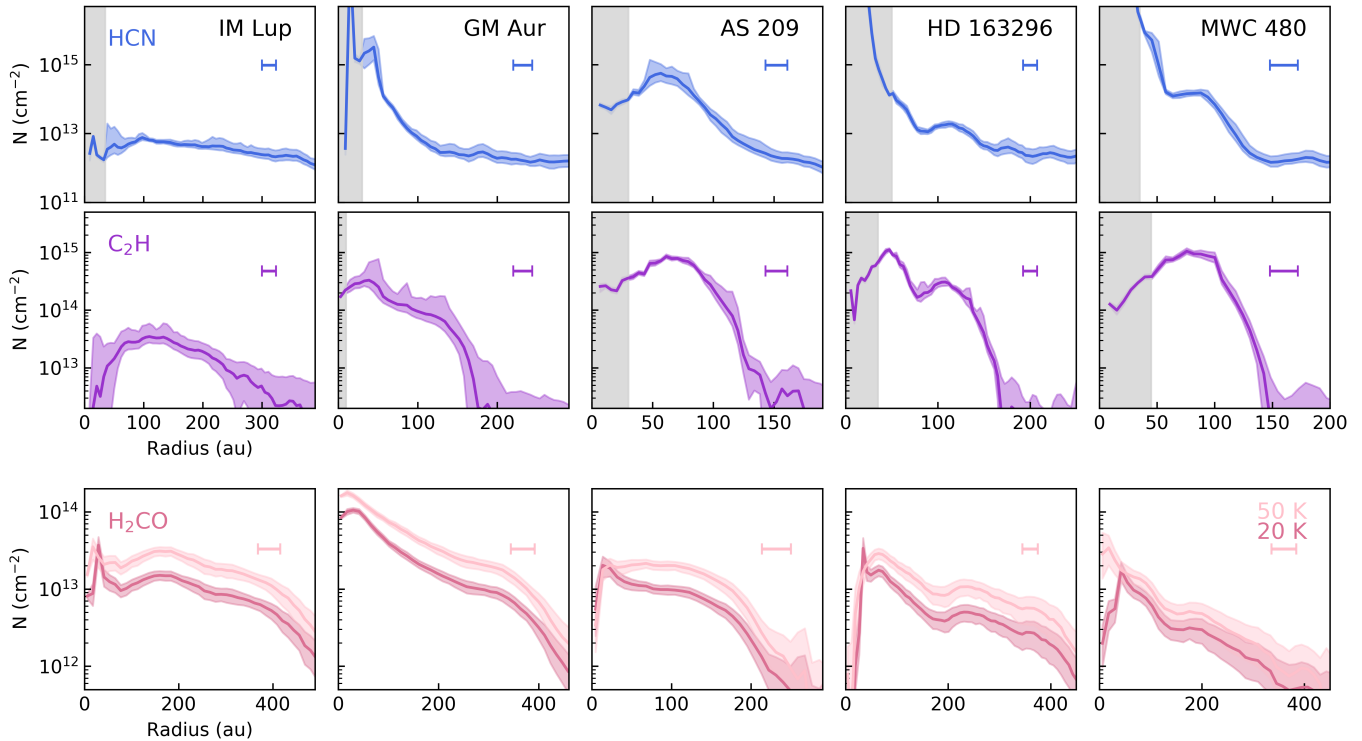 HCN
IM Lup
GM Aur
AS 209
HD 163296
MWC 480
N (cm⁻²)
10¹⁵
10¹³
10¹¹
C₂H
N (cm⁻²)
10¹⁵
10¹⁴
10¹³
0 100 200 300
0 100 200
0 50 100 150
0 100 200
0 50 100 150 200
Radius (au)
H₂CO
50 K
20 K
N (cm⁻²)
10¹⁴
10¹³
10¹²
0 200 400
0 200 400
0 100 200
0 200 400
0 200 400
Radius (au)